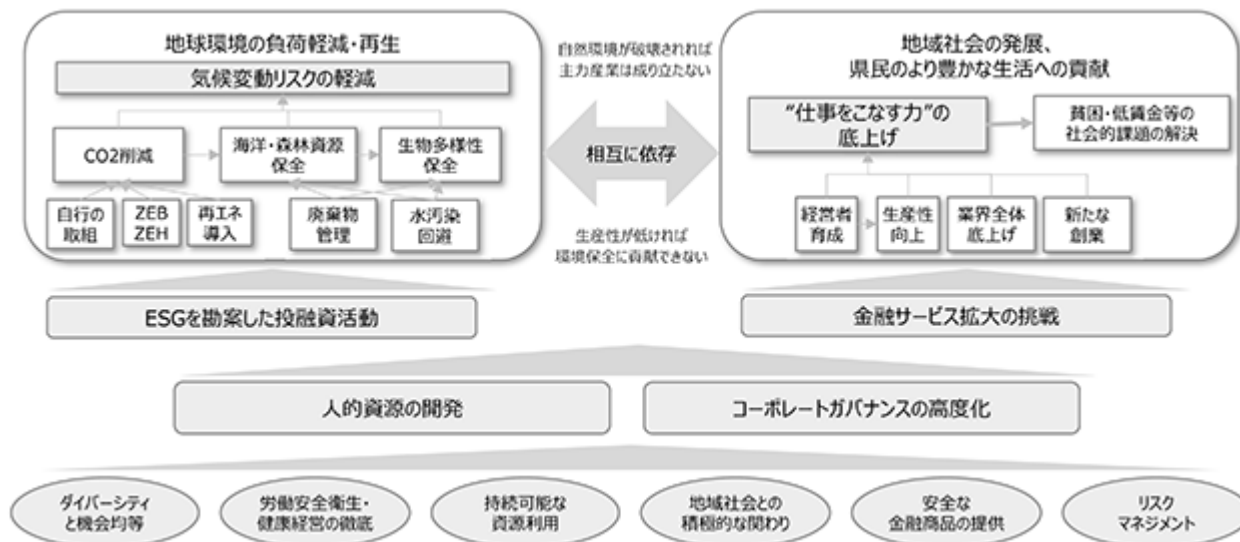 地球環境の負荷軽減・再生
気候変動リスクの軽減
CO2削減
海洋・森林資源
保全
生物多様性
保全
自行の
取組
ZEB
ZEH
再エネ
導入
廃棄物
管理
水汚染
回避
自然環境が破壊されれば
主力産業は成り立たない
相互に依存
生産性が低ければ
環境保全に貢献できない
地域社会の発展、
県民のより豊かな生活への貢献
“仕事をこなす力”の
底上げ
貧困・低賃金等の
社会的課題の解決
経営者
育成
生産性
向上
業界全体
底上げ
新たな
創業
ESGを勘案した投融資活動
金融サービス拡大の挑戦
人的資源の開発
コーポレートガバナンスの高度化
ダイバーシティ
と機会均等
労働安全衛生・
健康経営の徹底
持続可能な
資源利用
地域社会との
積極的な関わり
安全な
金融商品の提供
リスク
マネジメント